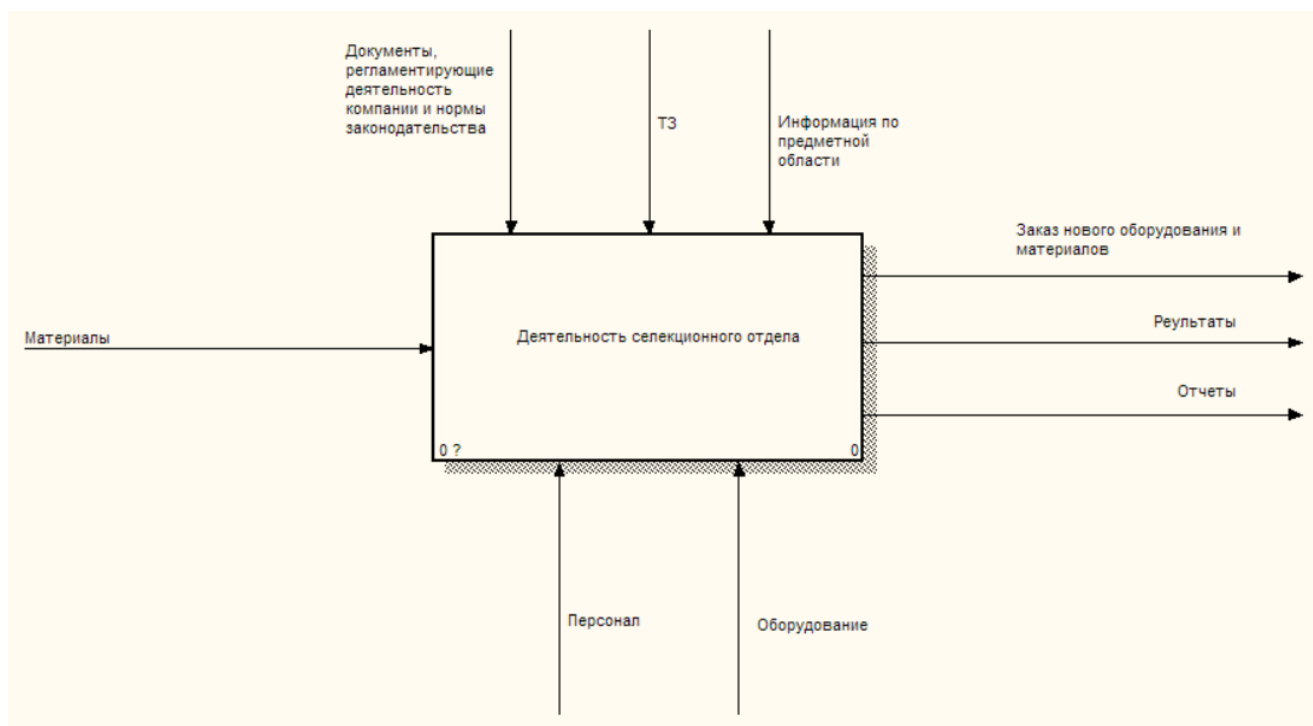 Документы,
регламентирующие
деятельность
компании и нормы
законодательства
ТЗ
Информация по
предметной
области
Заказ нового оборудования и
материалов
Материалы
Деятельность селекционного отдела
Реультаты
Отчеты
0 ?
0
Персонал
Оборудование